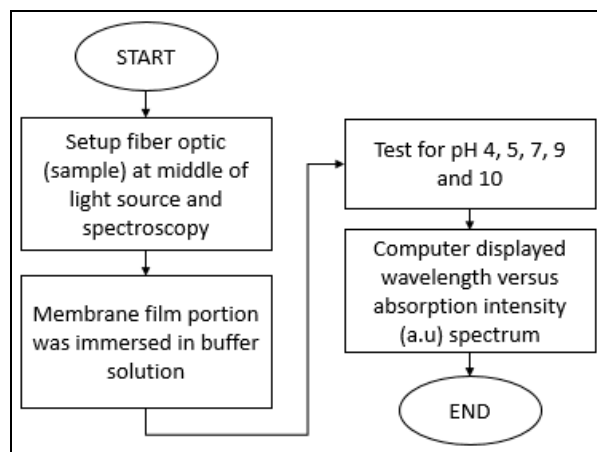 START
Setup fiber optic
(sample) at middle of
light source and
spectroscopy
Membrane film portion
was immersed in buffer
solution
Test for pH 4, 5, 7, 9
and 10
Computer displayed
wavelength versus
absorption intensity
(a.u) spectrum
END